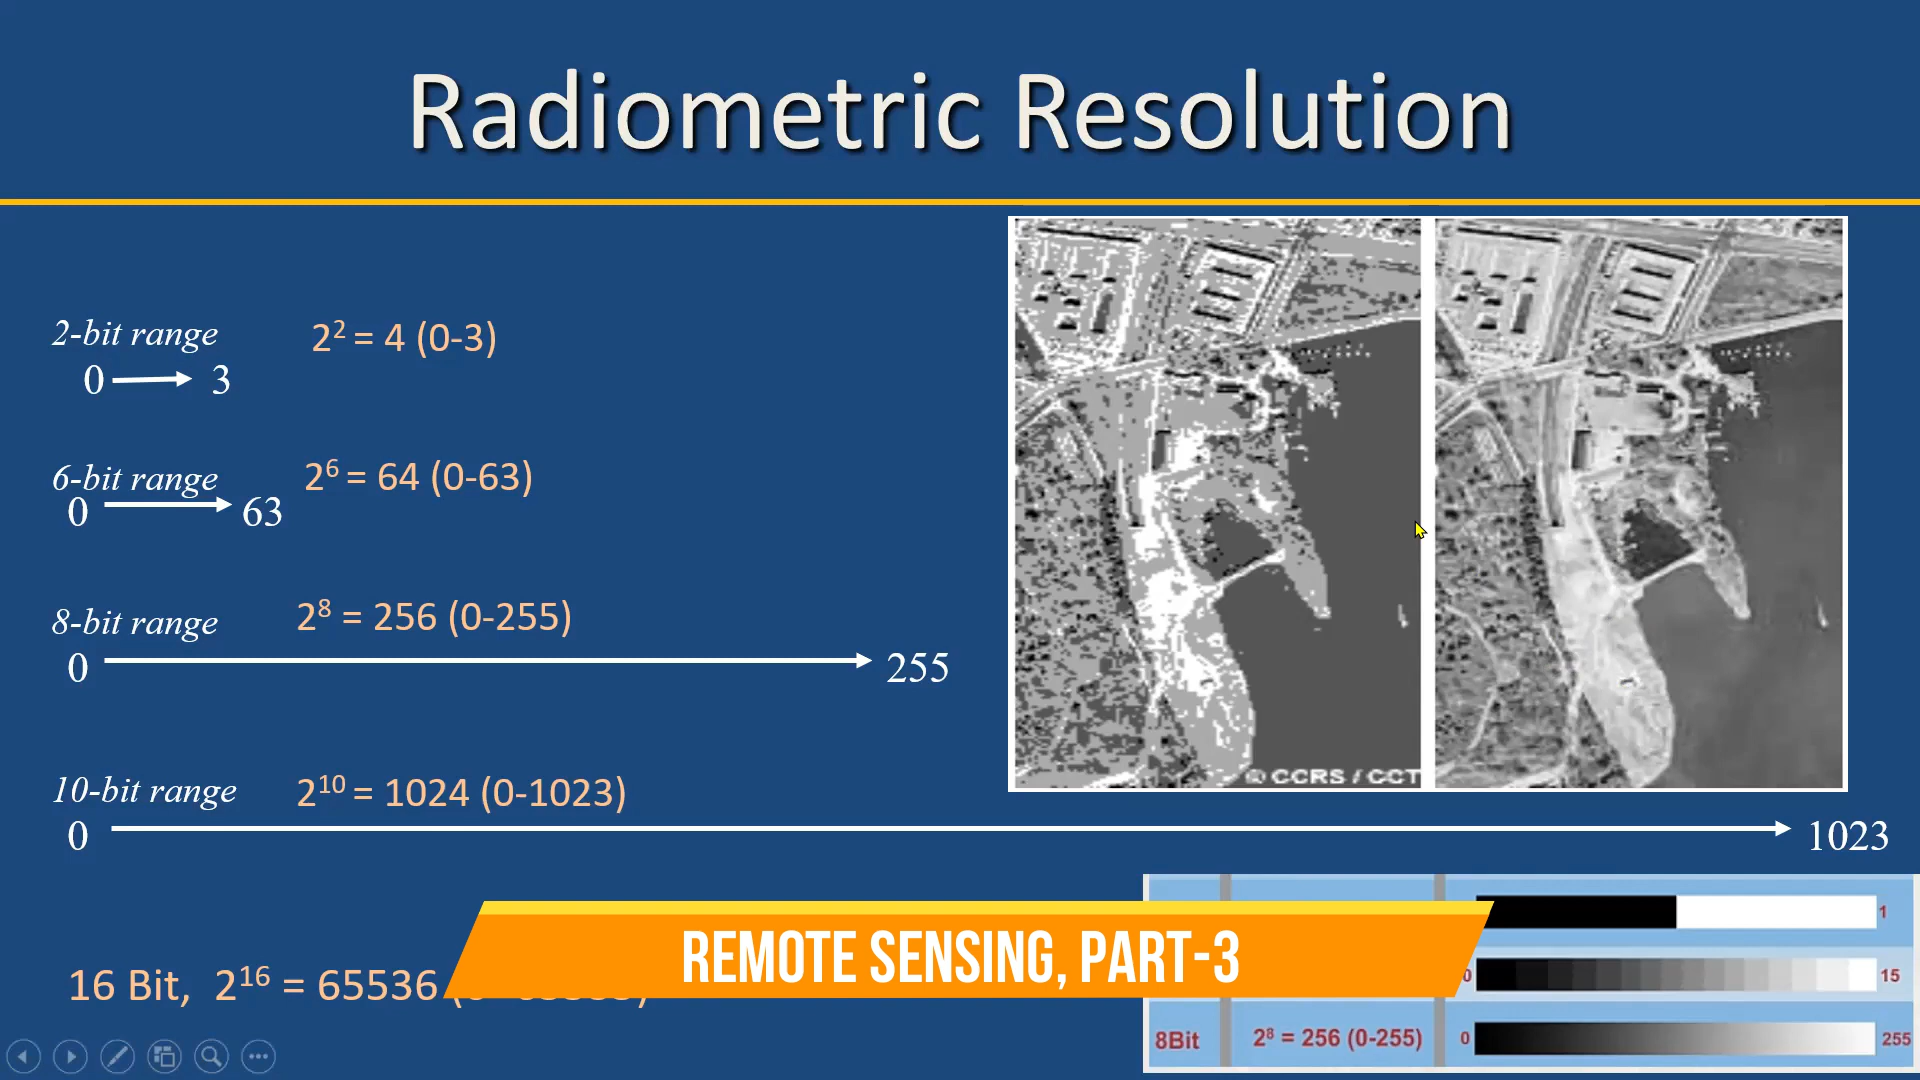 Radiometric Resolution
2-bit range 2² = 4 (0-3)
0 3
6-bit range 2⁶ = 64 (0-63)
0 63
8-bit range 2⁸ = 256 (0-255)
0 255
10-bit range 2¹⁰ = 1024 (0-1023)
0 1023
© CCRS / CCT
16 Bit, 2¹⁶ = 65536
REMOTE SENSING, PART-3
1
0 15
8Bit 2⁸ = 256 (0-255) 0 255